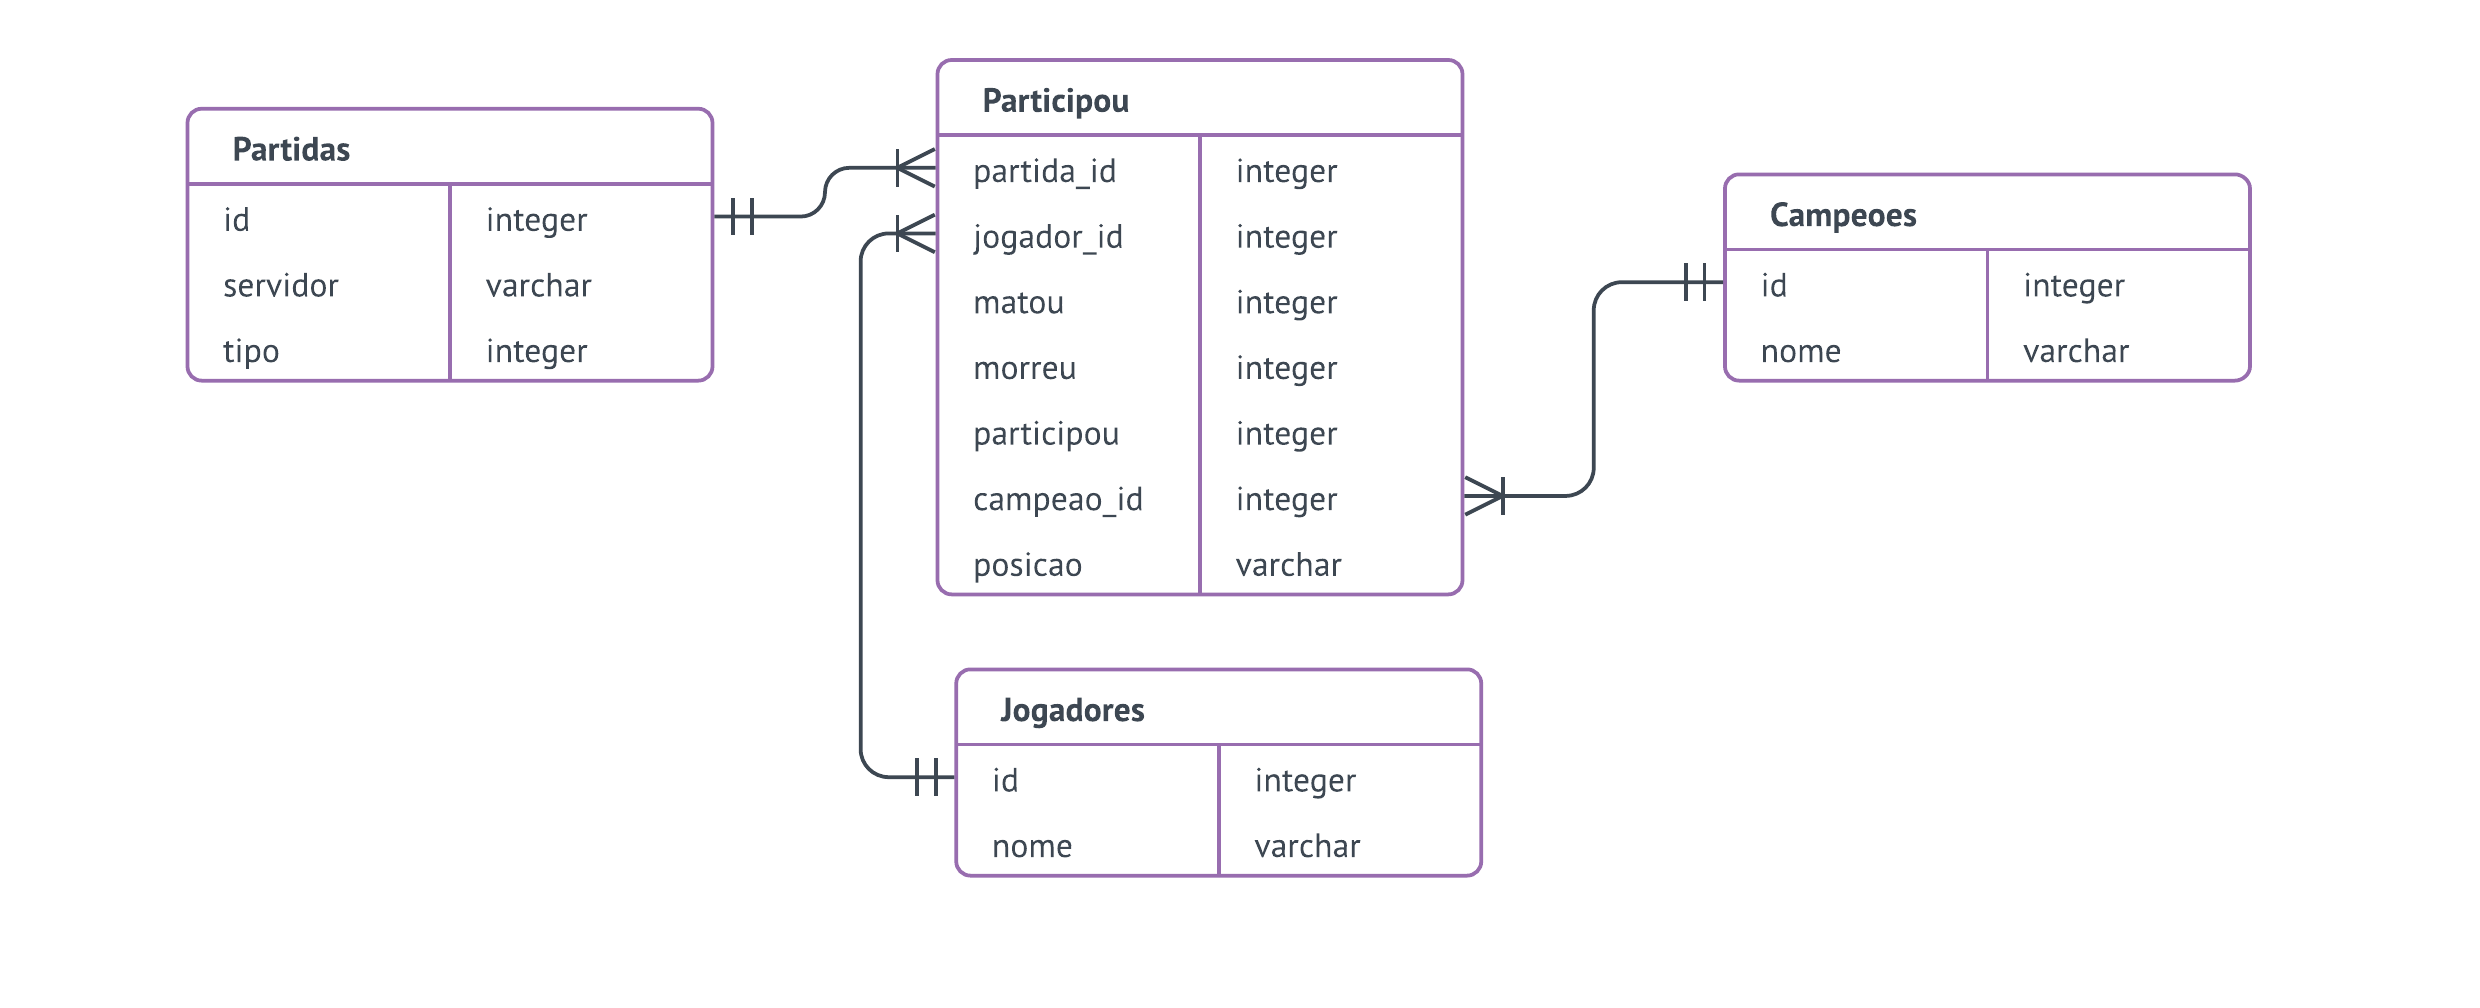 Partidas
id integer
servidor varchar
tipo integer
Participou
partida_id integer
jogador_id integer
matou integer
morreu integer
participou integer
campeao_id integer
posicao varchar
Campeoes
id integer
nome varchar
Jogadores
id integer
nome varchar